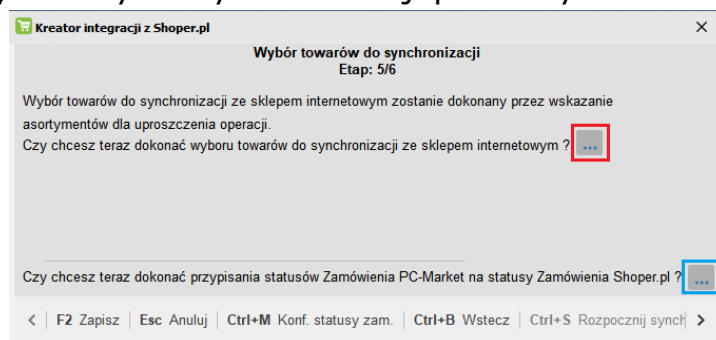 Kreator integracji z Shoper.pl
Wybór towarów do synchronizacji
Etap: 5/6
Wybór towarów do synchronizacji ze sklepem internetowym zostanie dokonany przez wskazanie
asortymentów dla uproszczenia operacji.
Czy chcesz teraz dokonać wyboru towarów do synchronizacji ze sklepem internetowym ? ...
Czy chcesz teraz dokonać przypisania statusów Zamówienia PC-Market na statusy Zamówienia Shoper.pl ? ...
< | F2 Zapisz | Esc Anuluj | Ctrl+M Konf. statusy zam. | Ctrl+B Wstecz | Ctrl+S Rozpocznij synch >